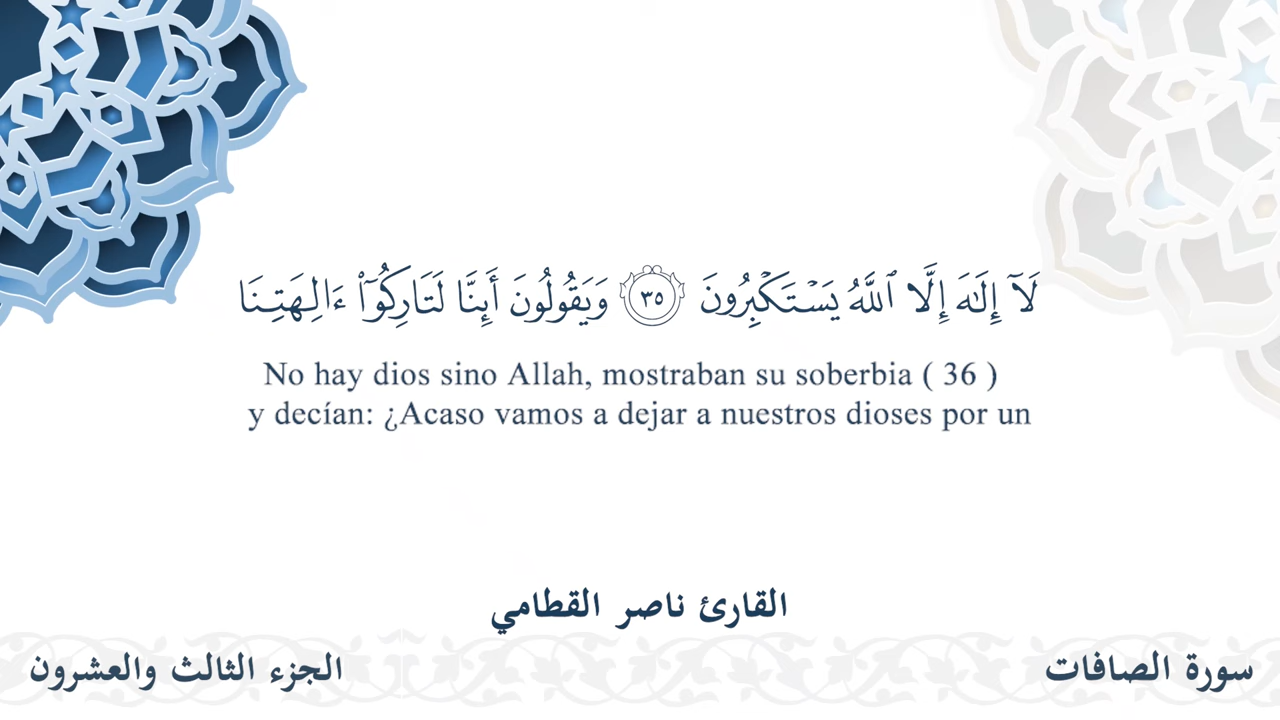 لَآ إِلَٰهَ إِلَّا ٱللَّهُ يَسْتَكْبِرُونَ ٣٥ وَيَقُولُونَ أَئِنَّا لَتَارِكُوٓا۟ ءَالِهَتِنَا
No hay dios sino Allah, mostraban su soberbia ( 36 )
y decían: ¿Acaso vamos a dejar a nuestros dioses por un
القارئ ناصر القطامي
سورة الصافات
الجزء الثالث والعشرون